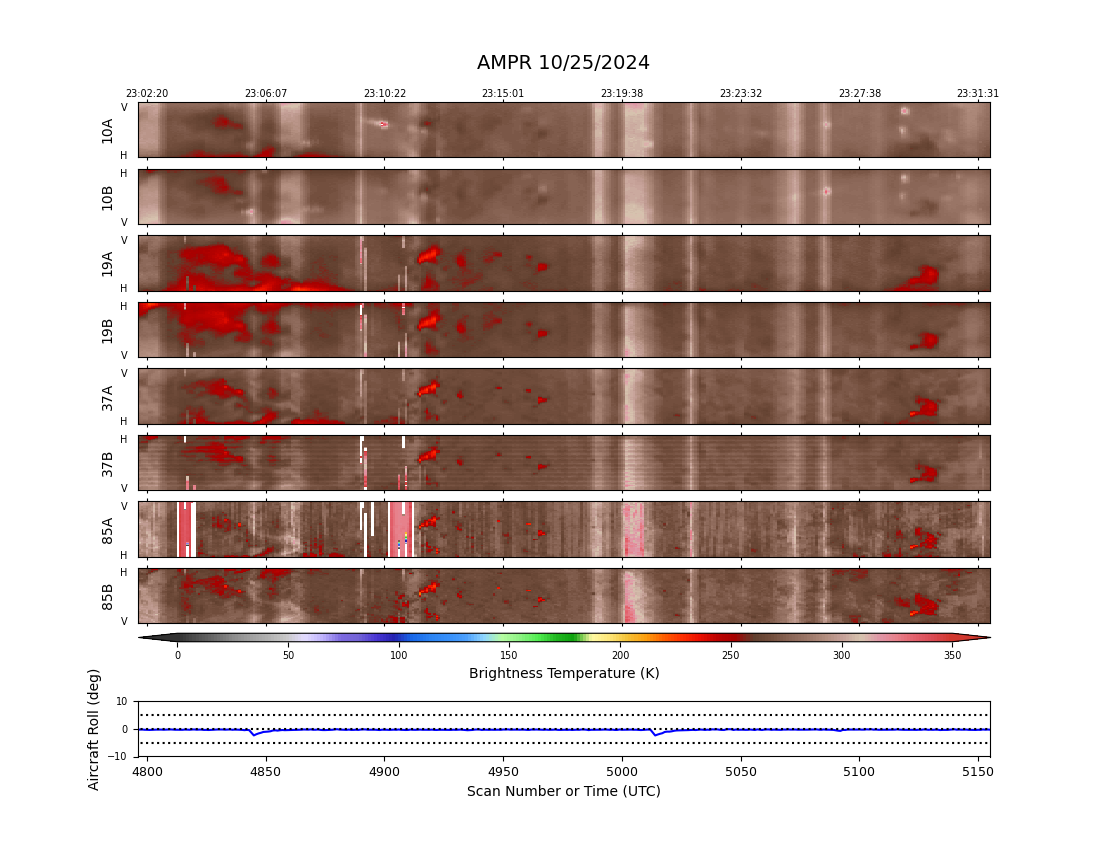 AMPR 10/25/2024
23:02:20 23:06:07 23:10:22 23:15:01 23:19:38 23:23:32 23:27:38 23:31:31
V
10A
H
H
10B
V
V
19A
H
H
19B
V
V
37A
H
H
37B
V
V
85A
H
H
85B
V
0 50 100 150 200 250 300 350
Brightness Temperature (K)
Aircraft Roll (deg)
10
0
−10
4800 4850 4900 4950 5000 5050 5100 5150
Scan Number or Time (UTC)